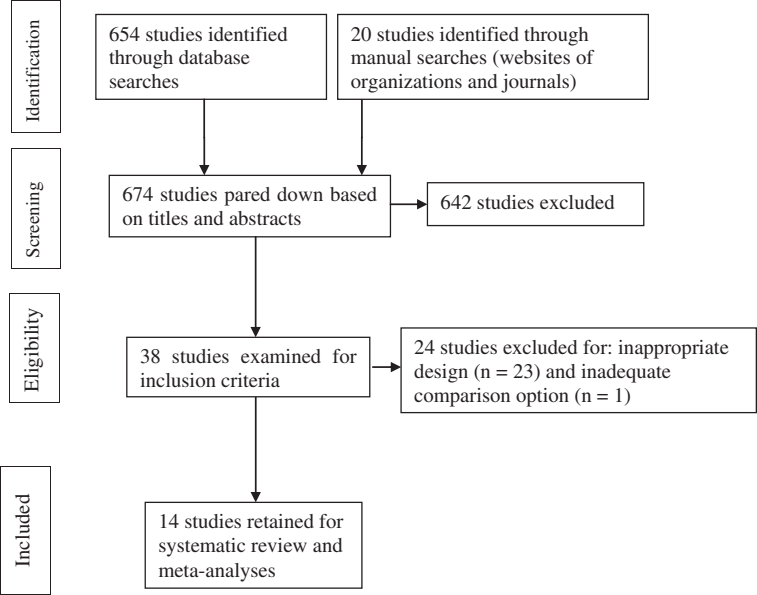 Identification
654 studies identified
through database
searches
20 studies identified through
manual searches (websites of
organizations and journals)
Screening
674 studies pared down based
on titles and abstracts
642 studies excluded
Eligibility
38 studies examined for
inclusion criteria
24 studies excluded for: inappropriate
design (n = 23) and inadequate
comparison option (n = 1)
Included
14 studies retained for
systematic review and
meta-analyses